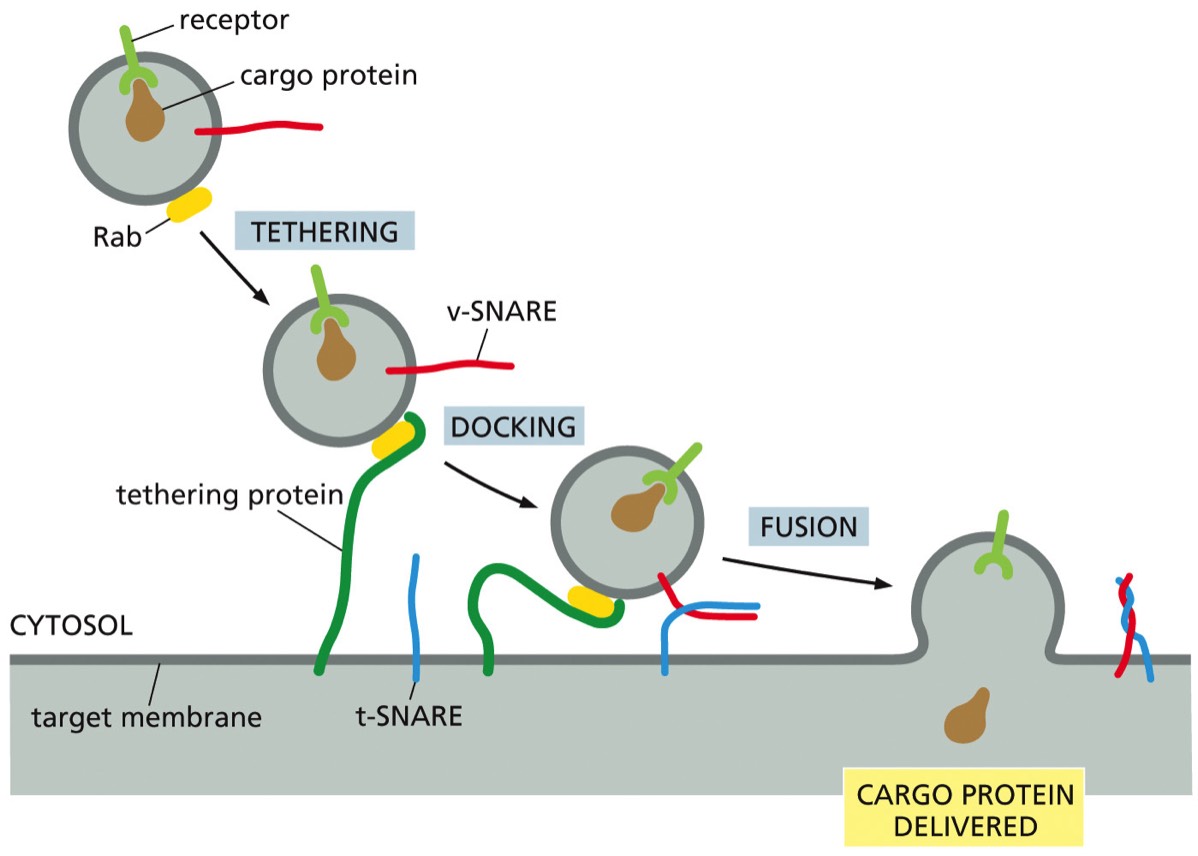 receptor
cargo protein
Rab
TETHERING
v-SNARE
DOCKING
tethering protein
FUSION
CYTOSOL
target membrane
t-SNARE
CARGO PROTEIN
DELIVERED